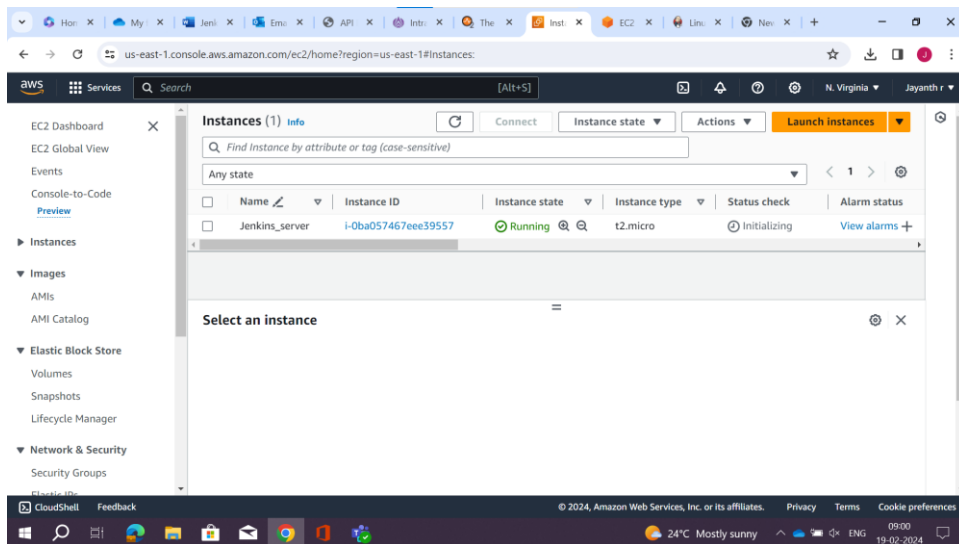 Hom
My
Jenk
Ema
API
Intr
The
Inst
EC2
Linu
Nev
us-east-1.console.aws.amazon.com/ec2/home?region=us-east-1#Instances:
J
aws
Services
Search
[Alt+S]
N. Virginia
Jayanth r
EC2 Dashboard
EC2 Global View
Events
Console-to-Code
Preview
Instances
Images
AMIs
AMI Catalog
Elastic Block Store
Volumes
Snapshots
Lifecycle Manager
Network & Security
Security Groups
Elastic IPs
Instances (1) Info
Connect
Instance state
Actions
Launch instances
Find Instance by attribute or tag (case-sensitive)
Any state
1
Name
Instance ID
Instance state
Instance type
Status check
Alarm status
Jenkins_server
i-0ba057467eee39557
Running
t2.micro
Initializing
View alarms
Select an instance
CloudShell
Feedback
© 2024, Amazon Web Services, Inc. or its affiliates.
Privacy
Terms
Cookie preferences
24°C Mostly sunny
ENG
09:00
19-02-2024